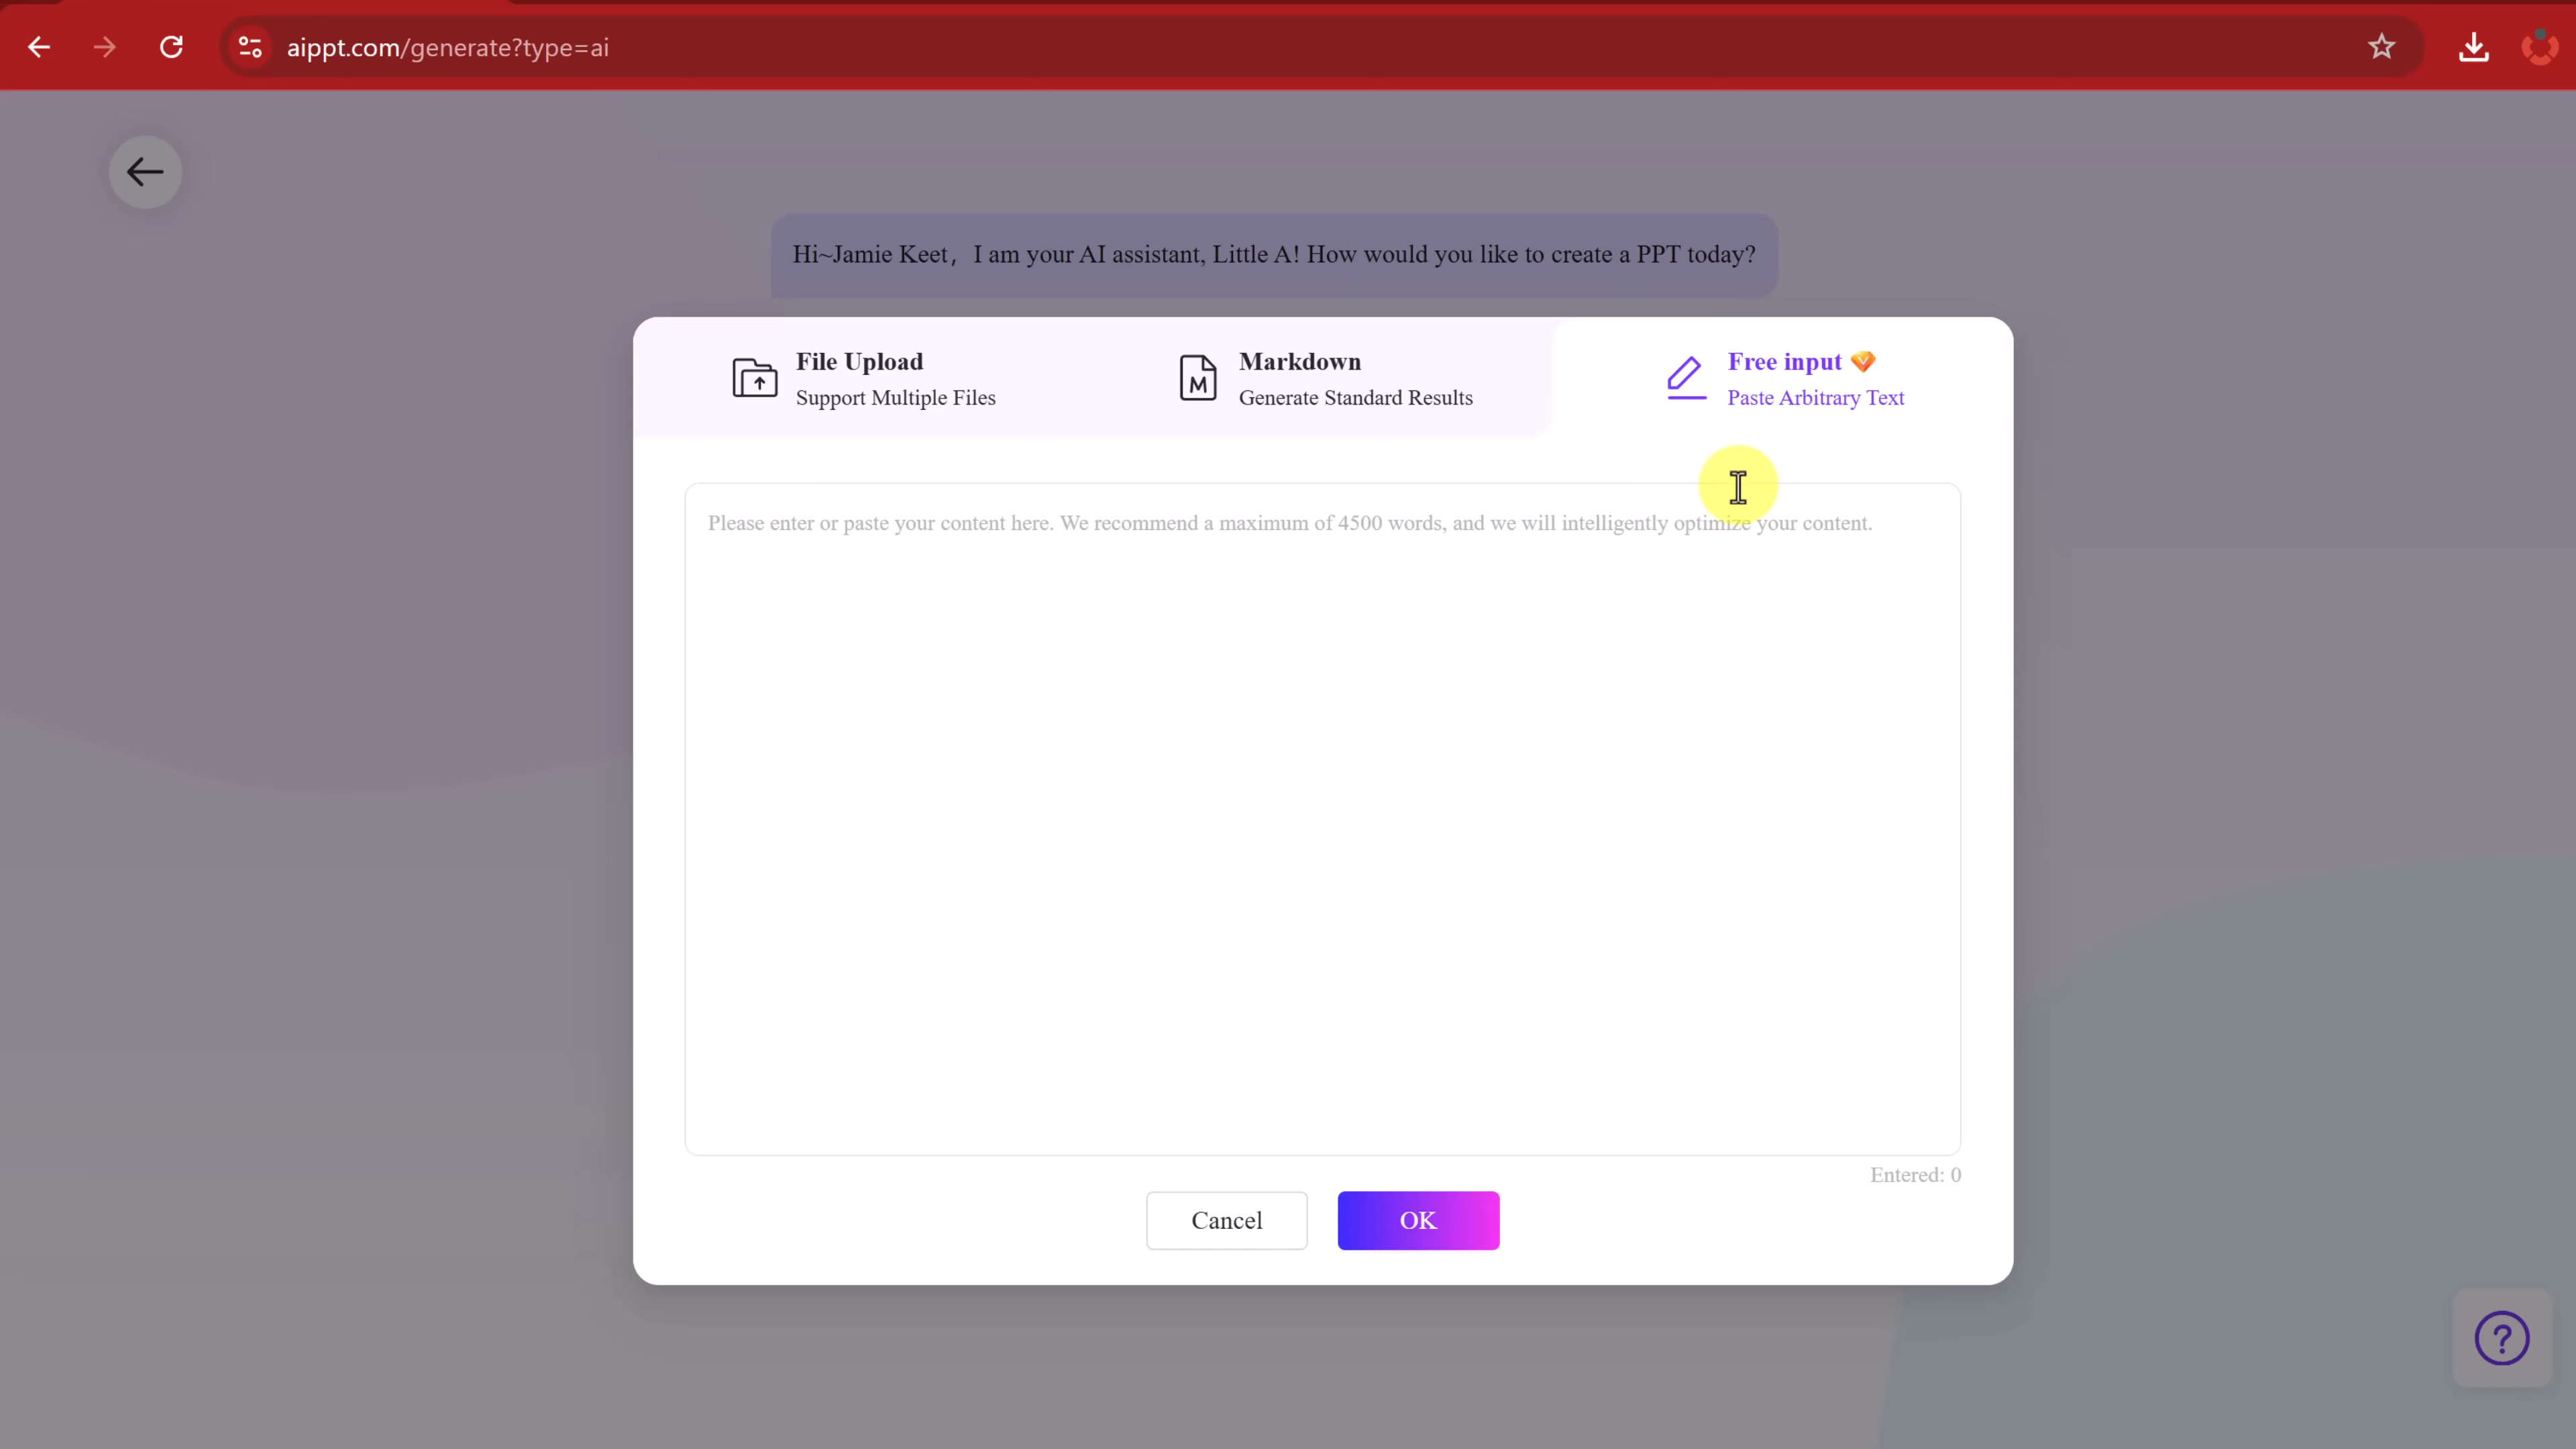 aippt.com/generate?type=ai
Hi~Jamie Keet，I am your AI assistant, Little A! How would you like to create a PPT today?
File Upload
Support Multiple Files
M
Markdown
Generate Standard Results
Free input
Paste Arbitrary Text
Please enter or paste your content here. We recommend a maximum of 4500 words, and we will intelligently optimize your content.
Entered: 0
Cancel
OK
?